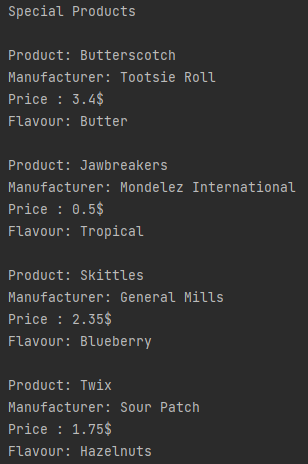 Special Products
Product: Butterscotch
Manufacturer: Tootsie Roll
Price : 3.4$
Flavour: Butter
Product: Jawbreakers
Manufacturer: Mondelez International
Price : 0.5$
Flavour: Tropical
Product: Skittles
Manufacturer: General Mills
Price : 2.35$
Flavour: Blueberry
Product: Twix
Manufacturer: Sour Patch
Price : 1.75$
Flavour: Hazelnuts